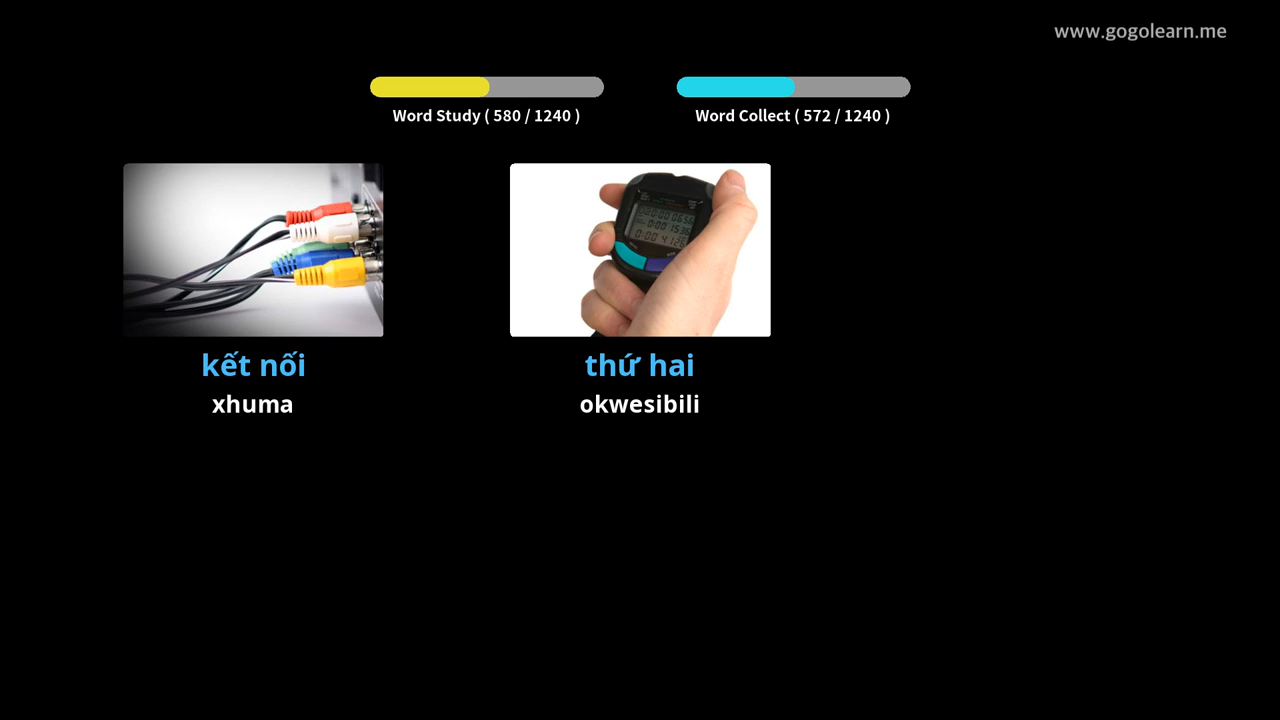 www.gogolearn.me
Word Study ( 580 / 1240 )
Word Collect ( 572 / 1240 )
kết nối
xhuma
thứ hai
okwesibili